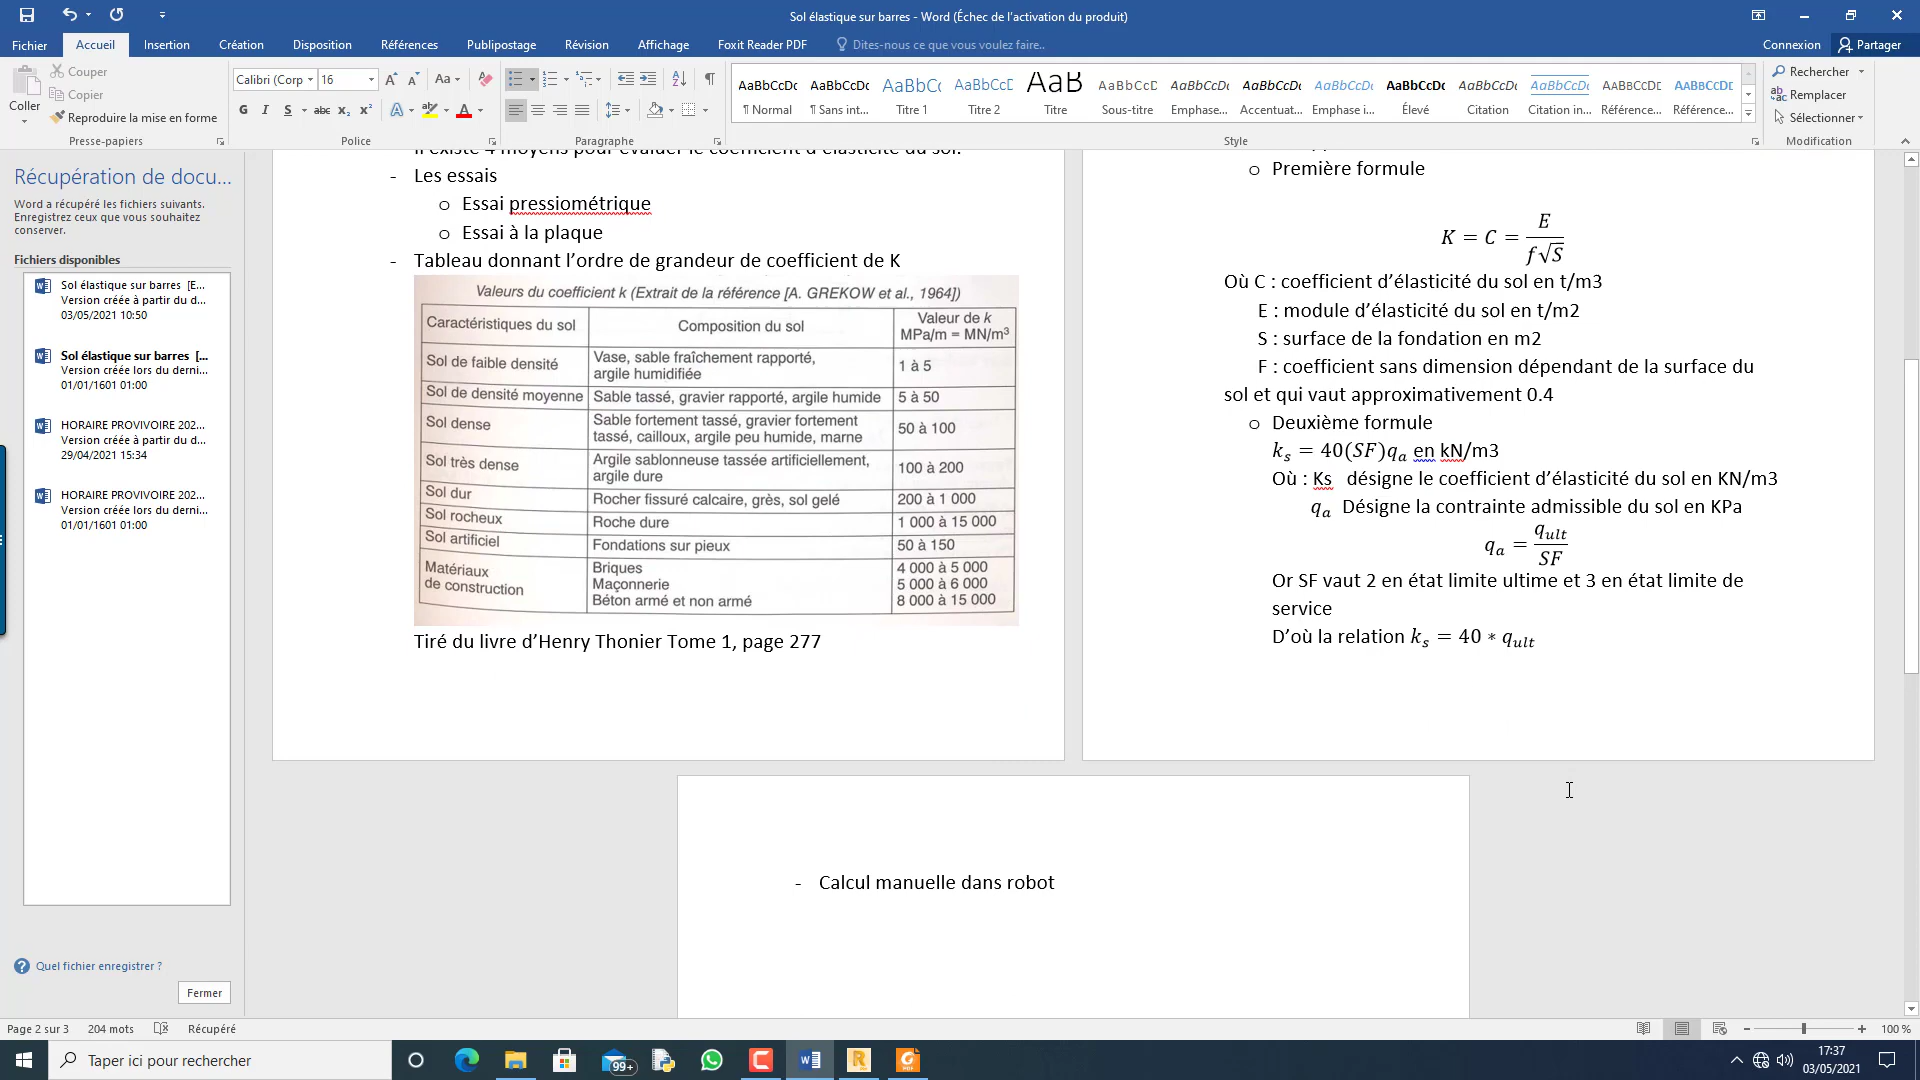 Sol élastique sur barres - Word (Échec de l'activation du produit)
Fichier
Accueil
Insertion
Création
Disposition
Références
Publipostage
Révision
Affichage
Foxit Reader PDF
Dites-nous ce que vous voulez faire..
Connexion
Partager
Coller
Couper
Copier
Reproduire la mise en forme
Presse-papiers
Calibri (Corp
16
Police
Paragraphe
AaBbCcDc
¶ Normal
AaBbCcDc
¶ Sans int...
AaBbCc
Titre 1
AaBbCcD
Titre 2
AaB
Titre
AaBbCcD
Sous-titre
AaBbCcDc
Emphase...
AaBbCcDc
Accentuat...
AaBbCcDc
Emphase i...
AaBbCcDc
Élevé
AaBbCcDc
Citation
AaBbCcDc
Citation in...
AABBCCDC
Référence...
AABBCCDC
Référence...
Style
Rechercher
Remplacer
Sélectionner
Modification
Récupération de docu...
Word a récupéré les fichiers suivants.
Enregistrez ceux que vous souhaitez
conserver.
Fichiers disponibles
Sol élastique sur barres [E...
Version créée à partir du d...
03/05/2021 10:50
Sol élastique sur barres [...
Version créée lors du derni...
01/01/1601 01:00
HORAIRE PROVIVOIRE 202...
Version créée à partir du d...
29/04/2021 15:34
HORAIRE PROVIVOIRE 202...
Version créée lors du derni...
01/01/1601 01:00
Quel fichier enregistrer ?
Fermer
Il existe 4 moyens pour évaluer le coefficient d'élasticité du sol.
- Les essais
o Essai pressiométrique
o Essai à la plaque
- Tableau donnant l’ordre de grandeur de coefficient de K
Valeurs du coefficient k (Extrait de la référence [A. GREKOW et al., 1964])
Caractéristiques du sol
Composition du sol
Valeur de k
MPa/m = MN/m³
Sol de faible densité
Vase, sable fraîchement rapporté,
argile humidifiée
1 à 5
Sol de densité moyenne
Sable tassé, gravier rapporté, argile humide
5 à 50
Sol dense
Sable fortement tassé, gravier fortement
tassé, cailloux, argile peu humide, marne
50 à 100
Sol très dense
Argile sablonneuse tassée artificiellement,
argile dure
100 à 200
Sol dur
Rocher fissuré calcaire, grès, sol gelé
200 à 1 000
Sol rocheux
Roche dure
1 000 à 15 000
Sol artificiel
Fondations sur pieux
50 à 150
Matériaux
de construction
Briques
Maçonnerie
Béton armé et non armé
4 000 à 5 000
5 000 à 6 000
8 000 à 15 000
Tiré du livre d’Henry Thonier Tome 1, page 277
o Première formule
K = C = E / f√S
Où C : coefficient d’élasticité du sol en t/m3
E : module d’élasticité du sol en t/m2
S : surface de la fondation en m2
F : coefficient sans dimension dépendant de la surface du
sol et qui vaut approximativement 0.4
o Deuxième formule
kₛ = 40(SF)qₐ en kN/m3
Où : Ks désigne le coefficient d’élasticité du sol en KN/m3
qₐ Désigne la contrainte admissible du sol en KPa
qₐ = q_ult / SF
Or SF vaut 2 en état limite ultime et 3 en état limite de
service
D’où la relation kₛ = 40 ∗ q_ult
- Calcul manuelle dans robot
Page 2 sur 3
204 mots
Récupéré
100 %
Taper ici pour rechercher
99+
17:37
03/05/2021